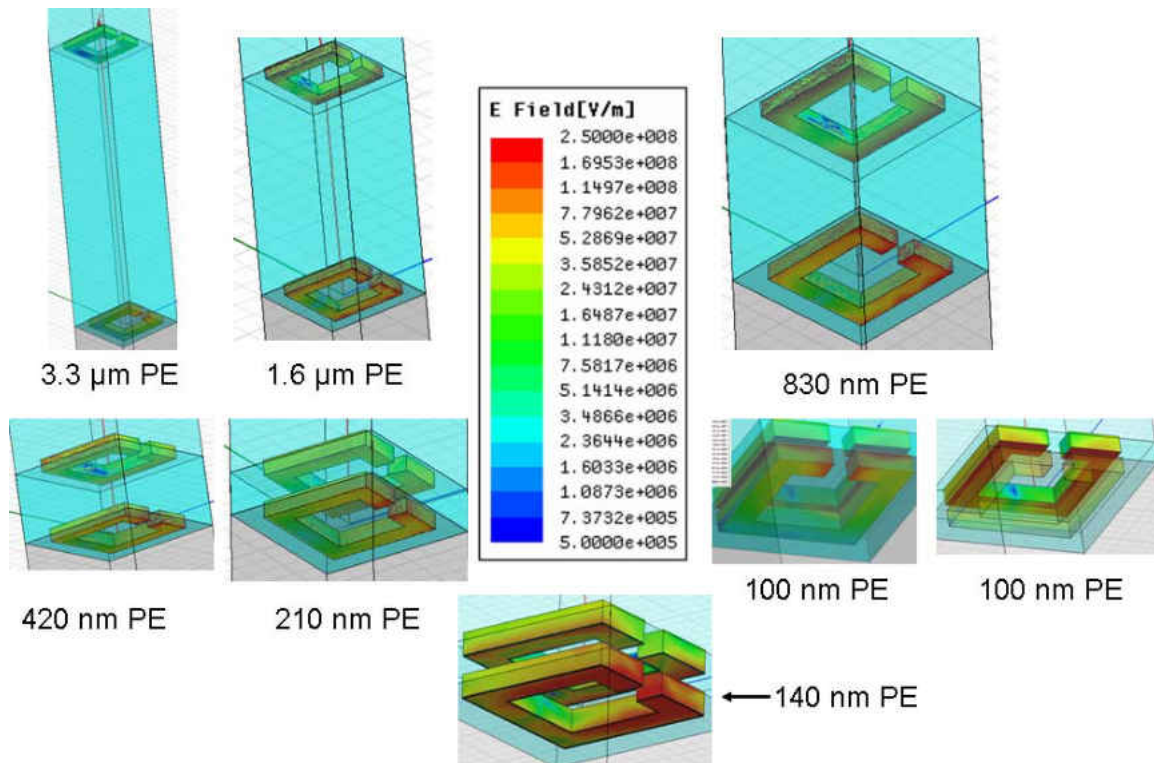 E Field[V/m]
2.5000e+008
1.6953e+008
1.1497e+008
7.7962e+007
5.2869e+007
3.5852e+007
2.4312e+007
1.6487e+007
1.1180e+007
7.5817e+006
5.1414e+006
3.4866e+006
2.3644e+006
1.6033e+006
1.0873e+006
7.3732e+005
5.0000e+005
3.3 µm PE
1.6 µm PE
830 nm PE
420 nm PE
210 nm PE
100 nm PE
100 nm PE
140 nm PE